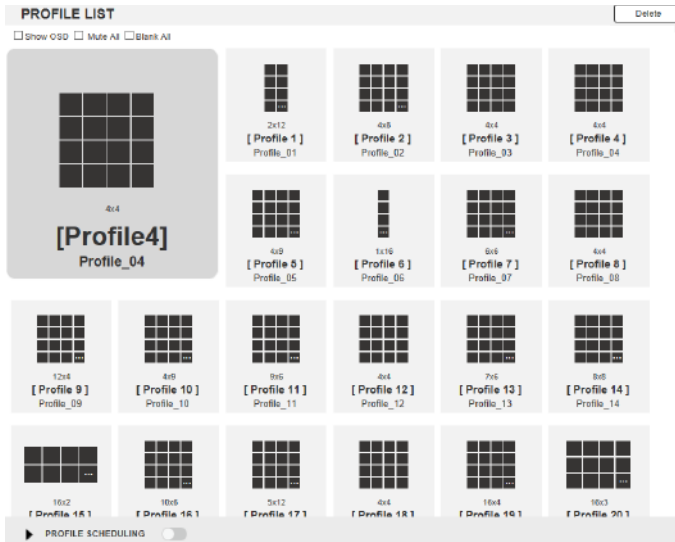 PROFILE LIST
Delete
Show OSD Mute All Blank All
4x4
[Profile4]
Profile_04
2x12
[ Profile 1 ]
Profile_01
4x8
[ Profile 2 ]
Profile_02
4x4
[ Profile 3 ]
Profile_03
4x4
[ Profile 4 ]
Profile_04
4x9
[ Profile 5 ]
Profile_05
1x16
[ Profile 6 ]
Profile_06
6x6
[ Profile 7 ]
Profile_07
4x4
[ Profile 8 ]
Profile_08
12x4
[ Profile 9 ]
Profile_09
4x9
[ Profile 10 ]
Profile_10
9x6
[ Profile 11 ]
Profile_11
4x4
[ Profile 12 ]
Profile_12
7x6
[ Profile 13 ]
Profile_13
8x8
[ Profile 14 ]
Profile_14
16x2
[ Profile 15 ]
10x6
[ Profile 16 ]
5x12
[ Profile 17 ]
4x4
[ Profile 18 ]
16x4
[ Profile 19 ]
16x3
[ Profile 20 ]
PROFILE SCHEDULING